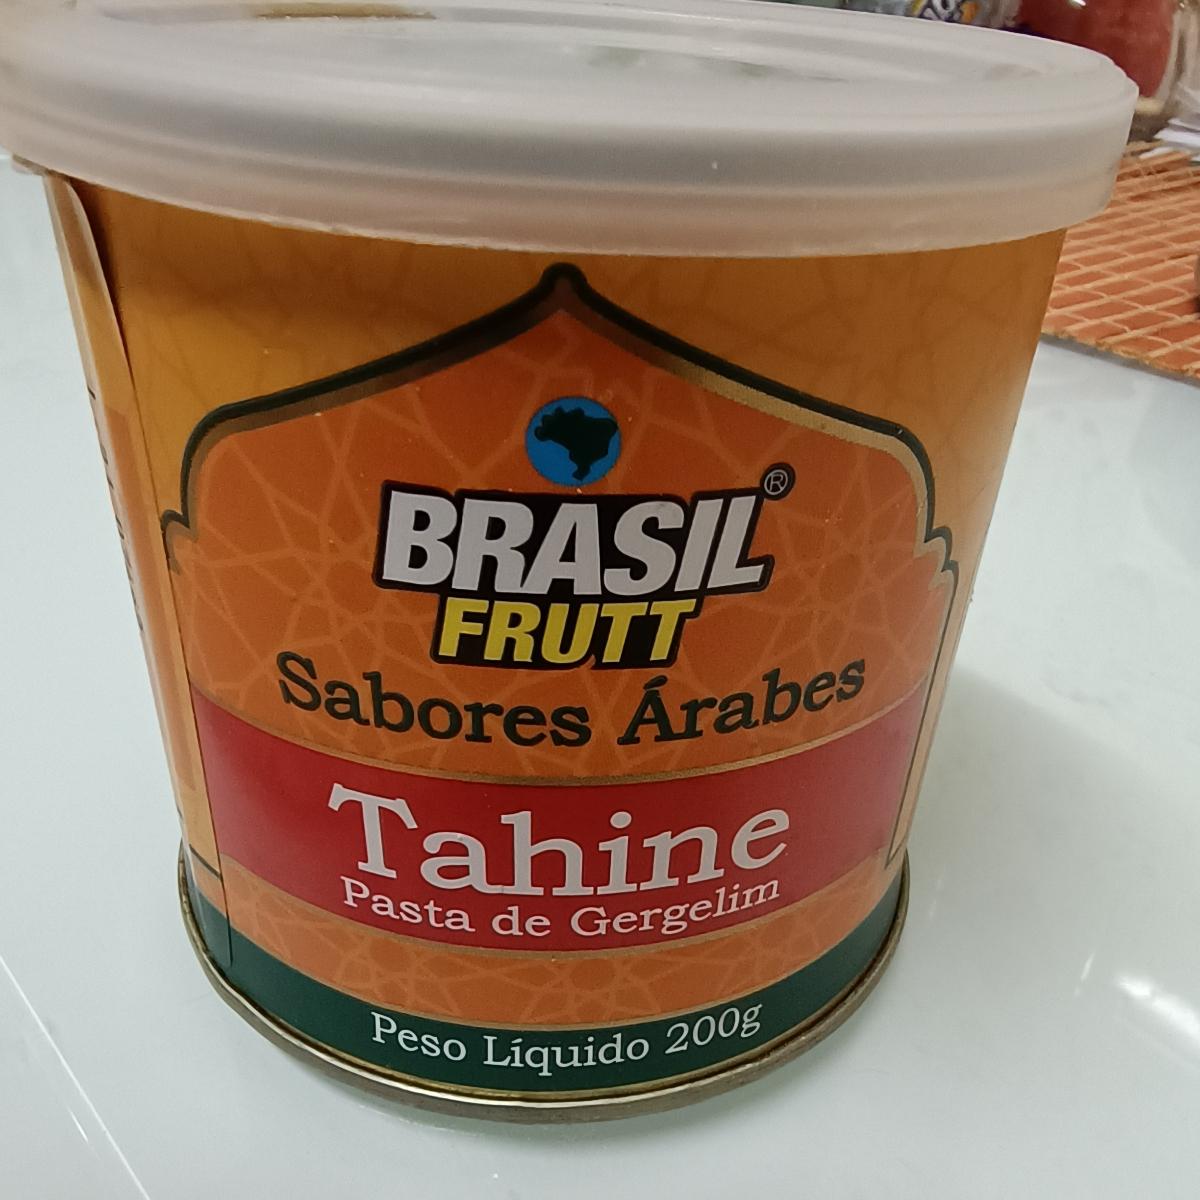 BRASIL®
FRUTT
Sabores Árabes
Tahine
Pasta de Gergelim
Peso Líquido 200g